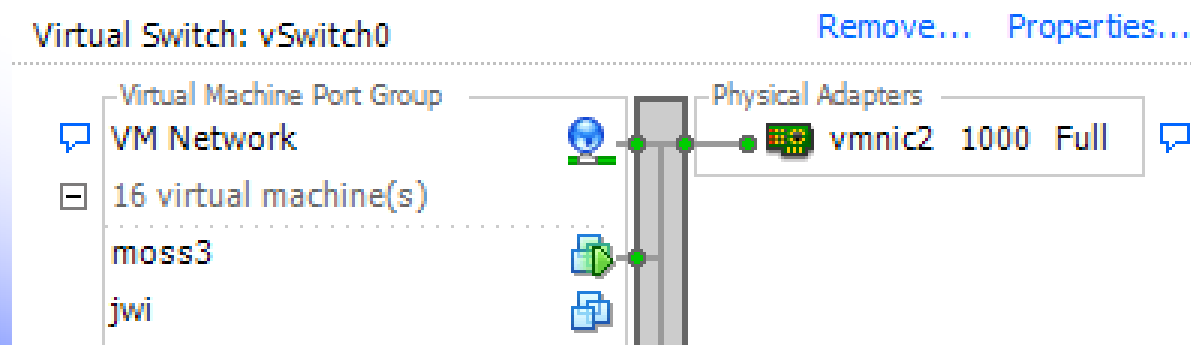 Virtual Switch: vSwitch0 Remove... Properties...
Virtual Machine Port Group Physical Adapters
VM Network vmnic2 1000 Full
16 virtual machine(s)
moss3
jwi